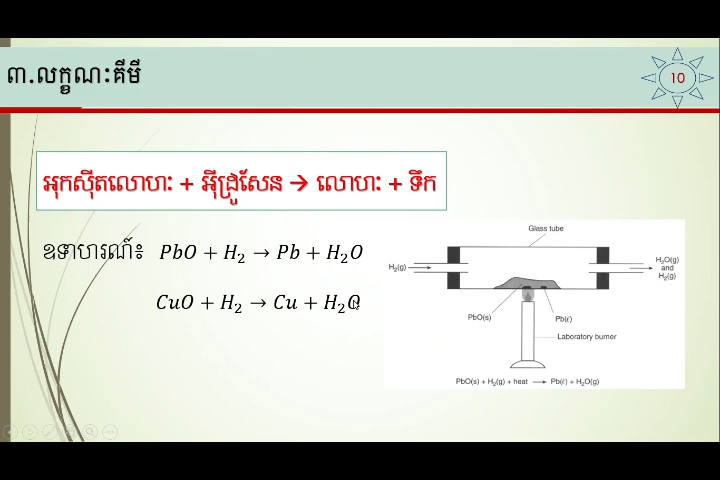 ៣.លក្ខណៈគីមី
10
អុកស៊ីតលោហៈ + អ៊ីដ្រូសែន → លោហៈ + ទឹក
ឧទាហរណ៍៖ PbO + H₂ → Pb + H₂O
CuO + H₂ → Cu + H₂O
Glass tube
H₂(g)
H₂O(g)
and
H₂(g)
PbO(s)
Pb(ℓ)
Laboratory burner
PbO(s) + H₂(g) + heat → Pb(ℓ) + H₂O(g)